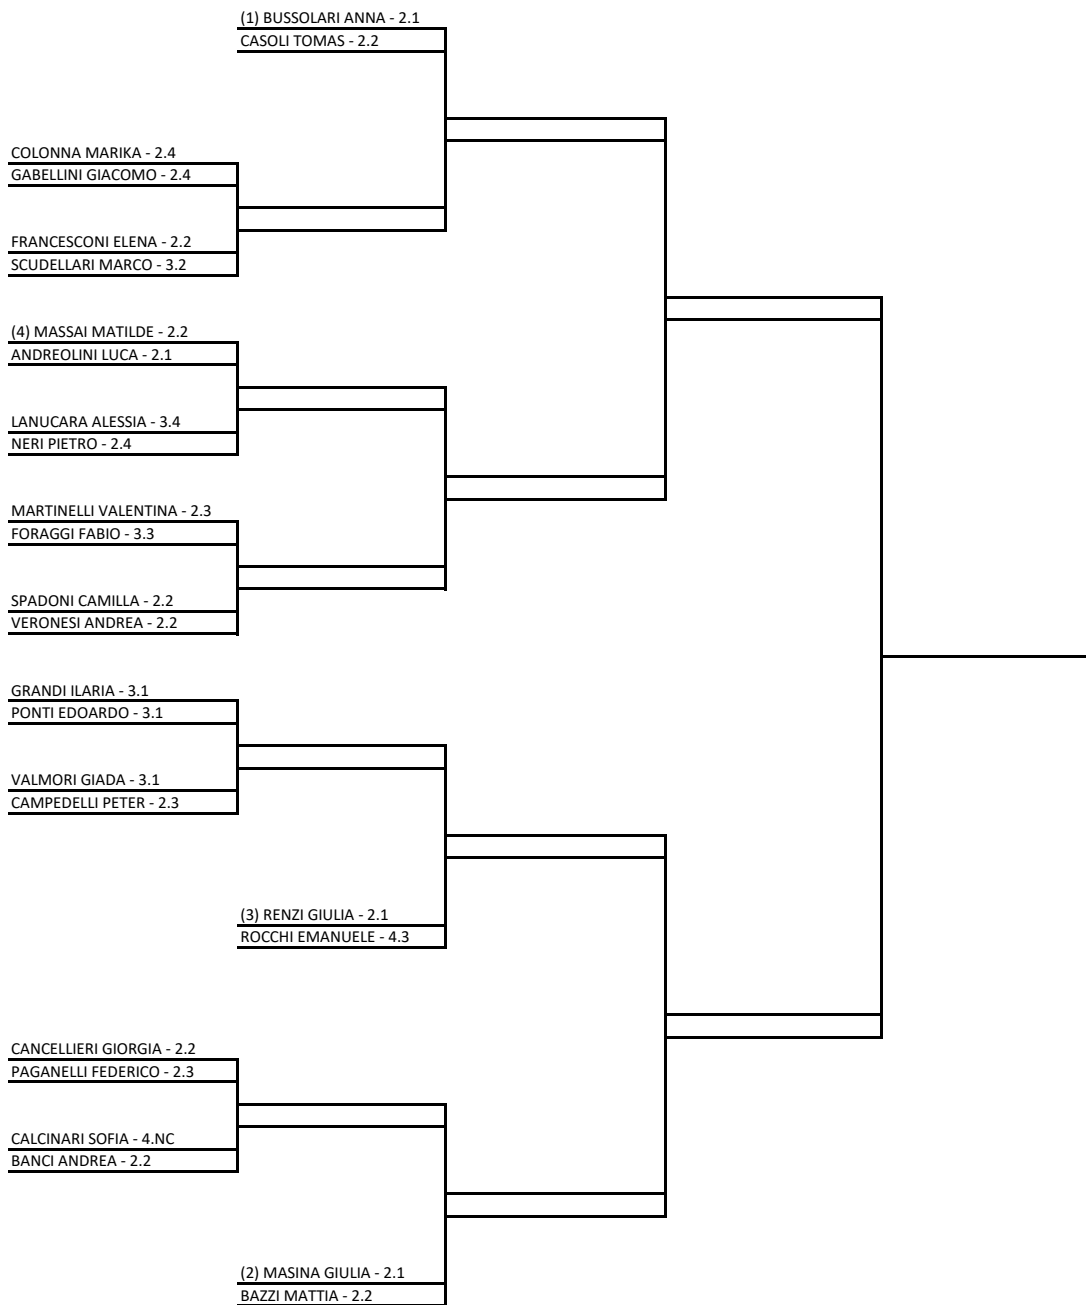 (1) BUSSOLARI ANNA - 2.1
CASOLI TOMAS - 2.2
COLONNA MARIKA - 2.4
GABELLINI GIACOMO - 2.4
FRANCESCONI ELENA - 2.2
SCUDELLARI MARCO - 3.2
(4) MASSAI MATILDE - 2.2
ANDREOLINI LUCA - 2.1
LANUCARA ALESSIA - 3.4
NERI PIETRO - 2.4
MARTINELLI VALENTINA - 2.3
FORAGGI FABIO - 3.3
SPADONI CAMILLA - 2.2
VERONESI ANDREA - 2.2
GRANDI ILARIA - 3.1
PONTI EDOARDO - 3.1
VALMORI GIADA - 3.1
CAMPEDELLI PETER - 2.3
(3) RENZI GIULIA - 2.1
ROCCHI EMANUELE - 4.3
CANCELLIERI GIORGIA - 2.2
PAGANELLI FEDERICO - 2.3
CALCINARI SOFIA - 4.NC
BANCI ANDREA - 2.2
(2) MASINA GIULIA - 2.1
BAZZI MATTIA - 2.2